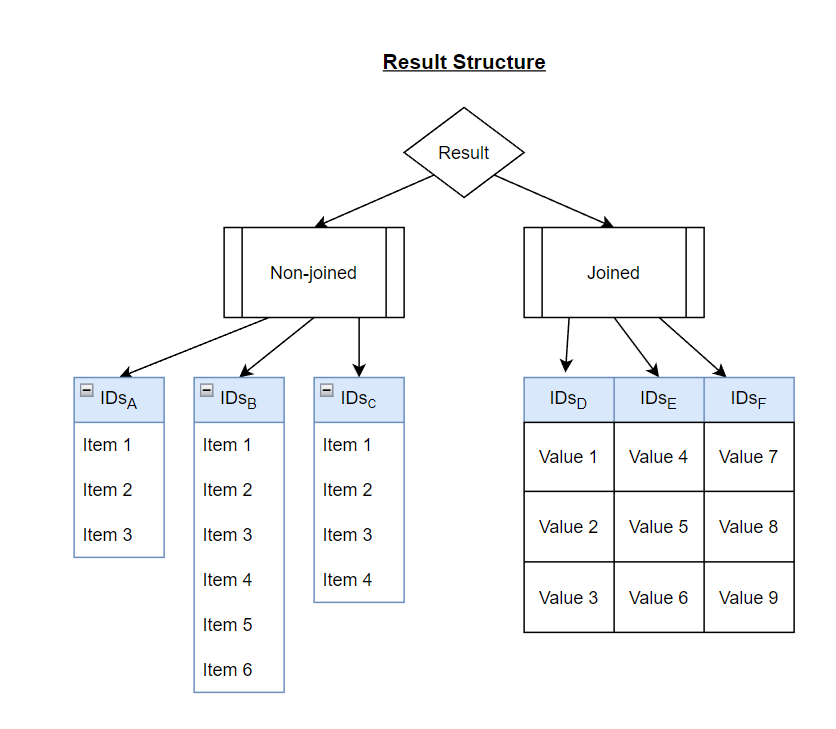 Result Structure
Result
Non-joined
Joined
IDsA
Item 1
Item 2
Item 3
IDsB
Item 1
Item 2
Item 3
Item 4
Item 5
Item 6
IDsC
Item 1
Item 2
Item 3
Item 4
IDsD IDsE IDsF
Value 1 Value 4 Value 7
Value 2 Value 5 Value 8
Value 3 Value 6 Value 9